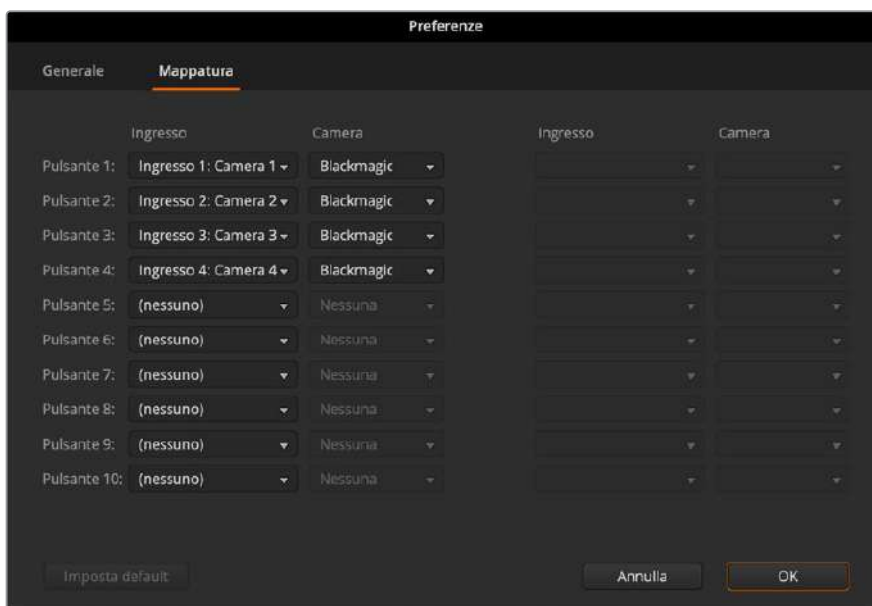 Preferenze
Generale Mappatura
Ingresso Camera Ingresso Camera
Pulsante 1: Ingresso 1: Camera 1 Blackmagic
Pulsante 2: Ingresso 2: Camera 2 Blackmagic
Pulsante 3: Ingresso 3: Camera 3 Blackmagic
Pulsante 4: Ingresso 4: Camera 4 Blackmagic
Pulsante 5: (nessuno) Nessuna
Pulsante 6: (nessuno) Nessuna
Pulsante 7: (nessuno) Nessuna
Pulsante 8: (nessuno) Nessuna
Pulsante 9: (nessuno) Nessuna
Pulsante 10: (nessuno) Nessuna
Imposta default Annulla OK